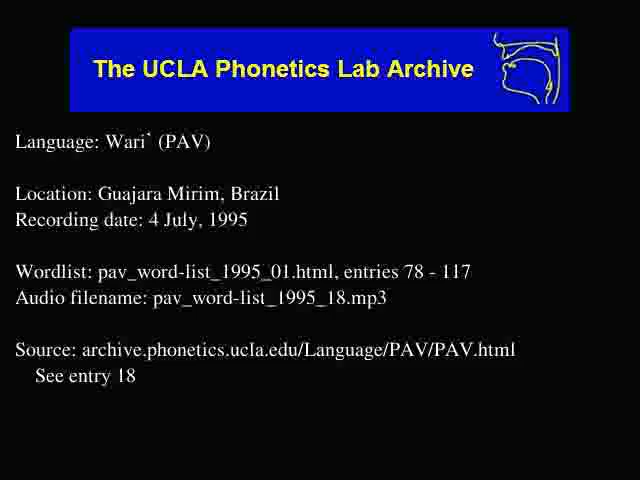 The UCLA Phonetics Lab Archive
Language: Wari` (PAV)
Location: Guajara Mirim, Brazil
Recording date: 4 July, 1995
Wordlist: pav_word-list_1995_01.html, entries 78 - 117
Audio filename: pav_word-list_1995_18.mp3
Source: archive.phonetics.ucla.edu/Language/PAV/PAV.html
See entry 18